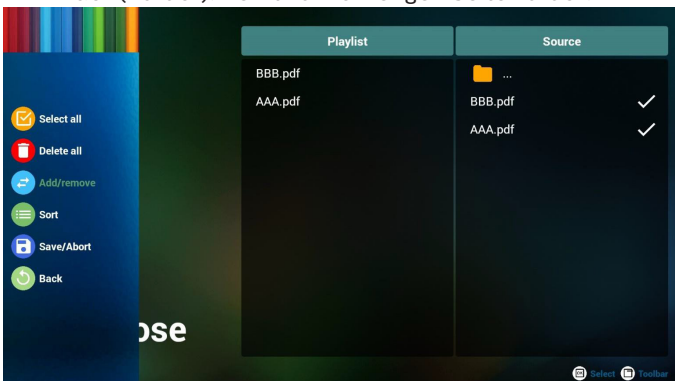 Playlist
Source
BBB.pdf
AAA.pdf
...
BBB.pdf
AAA.pdf
Select all
Delete all
Add/remove
Sort
Save/Abort
Back
ose
Select Toolbar